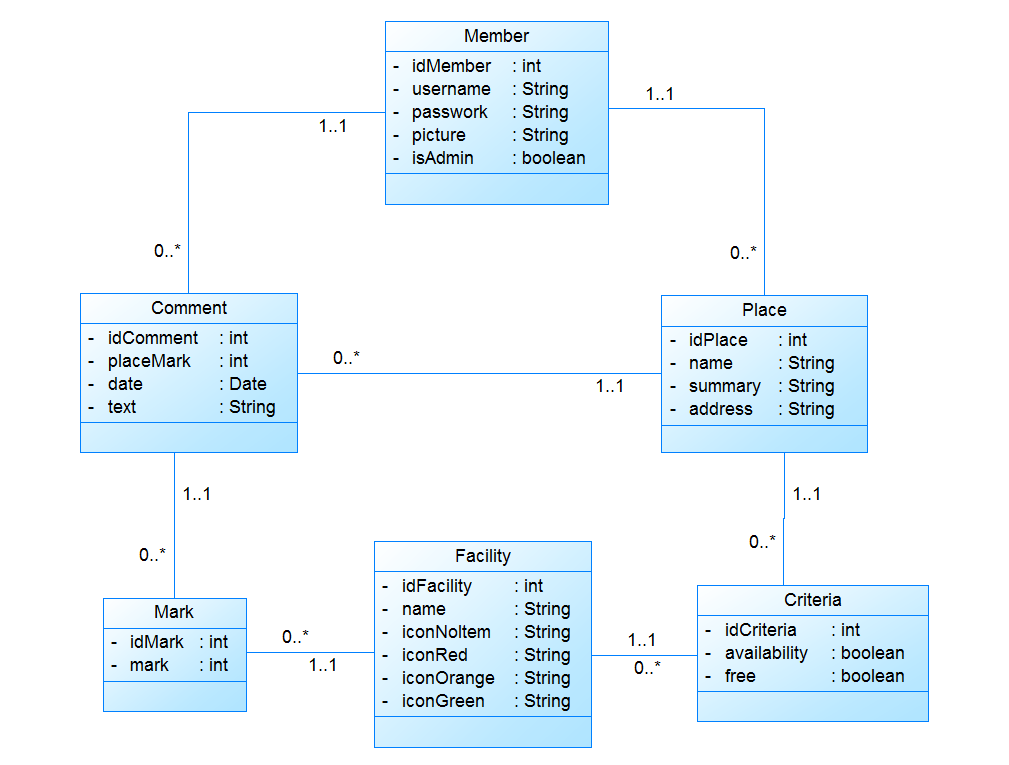 Member
- idMember : int
- username : String
- passwork : String
- picture : String
- isAdmin : boolean
1..1
1..1
0..*
0..*
Comment
- idComment : int
- placeMark : int
- date : Date
- text : String
Place
- idPlace : int
- name : String
- summary : String
- address : String
0..*
1..1
1..1
0..*
1..1
0..*
Mark
- idMark : int
- mark : int
0..*
1..1
Facility
- idFacility : int
- name : String
- iconNoItem : String
- iconRed : String
- iconOrange : String
- iconGreen : String
1..1
0..*
Criteria
- idCriteria : int
- availability : boolean
- free : boolean